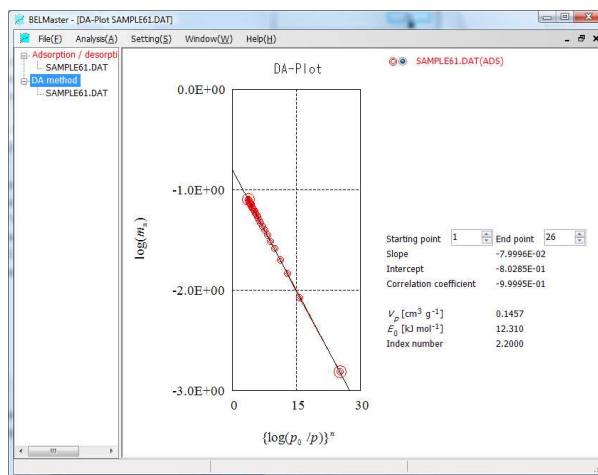 BELMaster - [DA-Plot SAMPLE61.DAT]
File(F) Analysis(A) Setting(S) Window(W) Help(H)
Adsorption / desorpti
SAMPLE61.DAT
DA method
SAMPLE61.DAT
DA-Plot
SAMPLE61.DAT(ADS)
0.0E+00
-1.0E+00
-2.0E+00
-3.0E+00
log(mₐ)
0 15 30
{log(p₀ /p)}ⁿ
Starting point 1 End point 26
Slope -7.9996E-02
Intercept -8.0285E-01
Correlation coefficient -9.9995E-01
Vₚ [cm³ g⁻¹] 0.1457
E₀ [kJ mol⁻¹] 12.310
Index number 2.2000